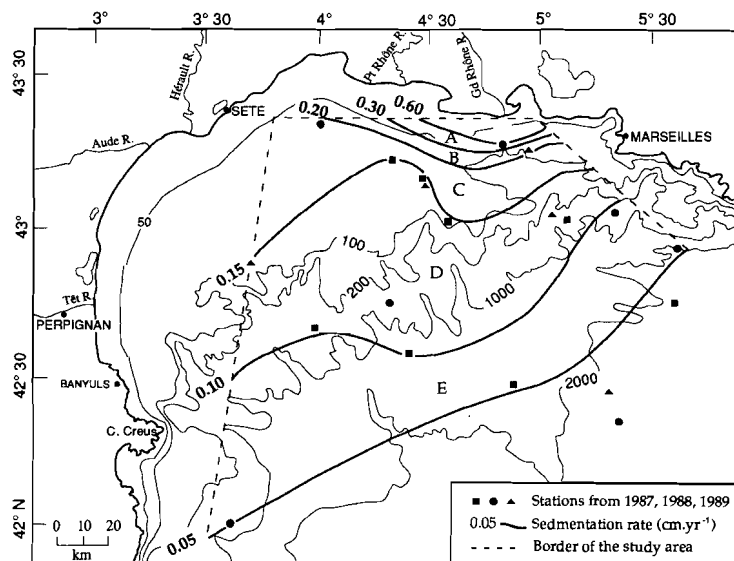 3° 3° 30 4° 4° 30 5° 5° 30
43° 30
43°
42° 30
42° N
Hérault R.
Pt Rhône R.
Gd Rhône R.
SETE
0.20 0.30 0.60
MARSEILLES
Aude R.
A
B
C
50
100
0.15
D
200
1000
Têt R.
PERPIGNAN
0.10
BANYULS
E
2000
C. Creus
0 10 20
km
0.05
Stations from 1987, 1988, 1989
0.05 Sedmentation rate (cm.yr⁻¹)
Border of the study area